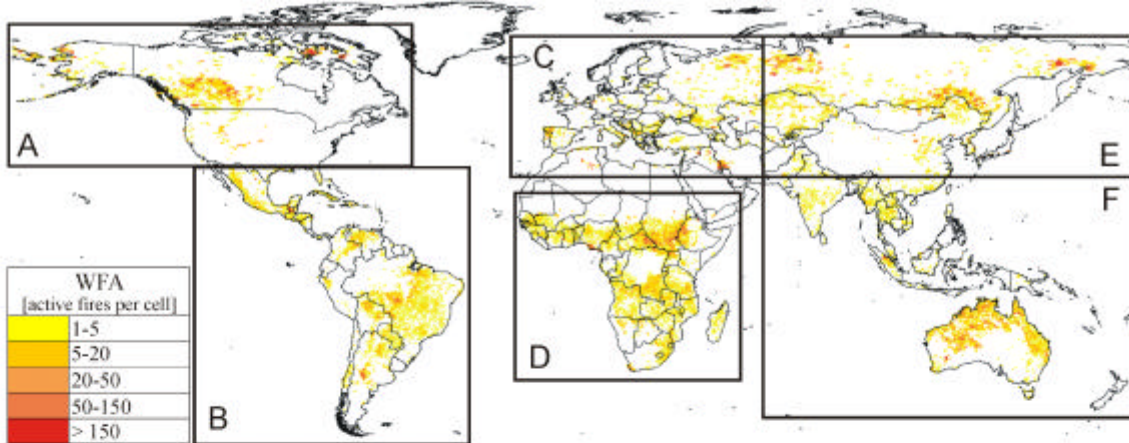 A
C
E
F
D
B
WFA
[active fires per cell]
1-5
5-20
20-50
50-150
> 150